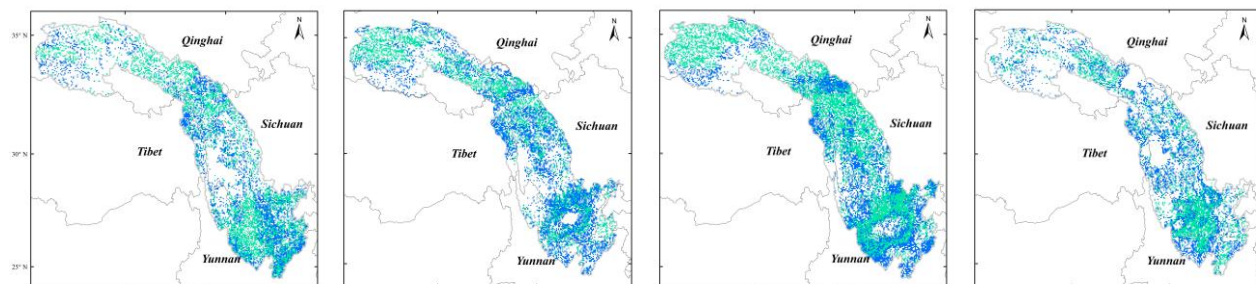 N
35° N
Qinghai
Sichuan
30° N
Tibet
Yunnan
25° N
N
Qinghai
Sichuan
Tibet
Yunnan
N
Qinghai
Sichuan
Tibet
Yunnan
N
Qinghai
Sichuan
Tibet
Yunnan